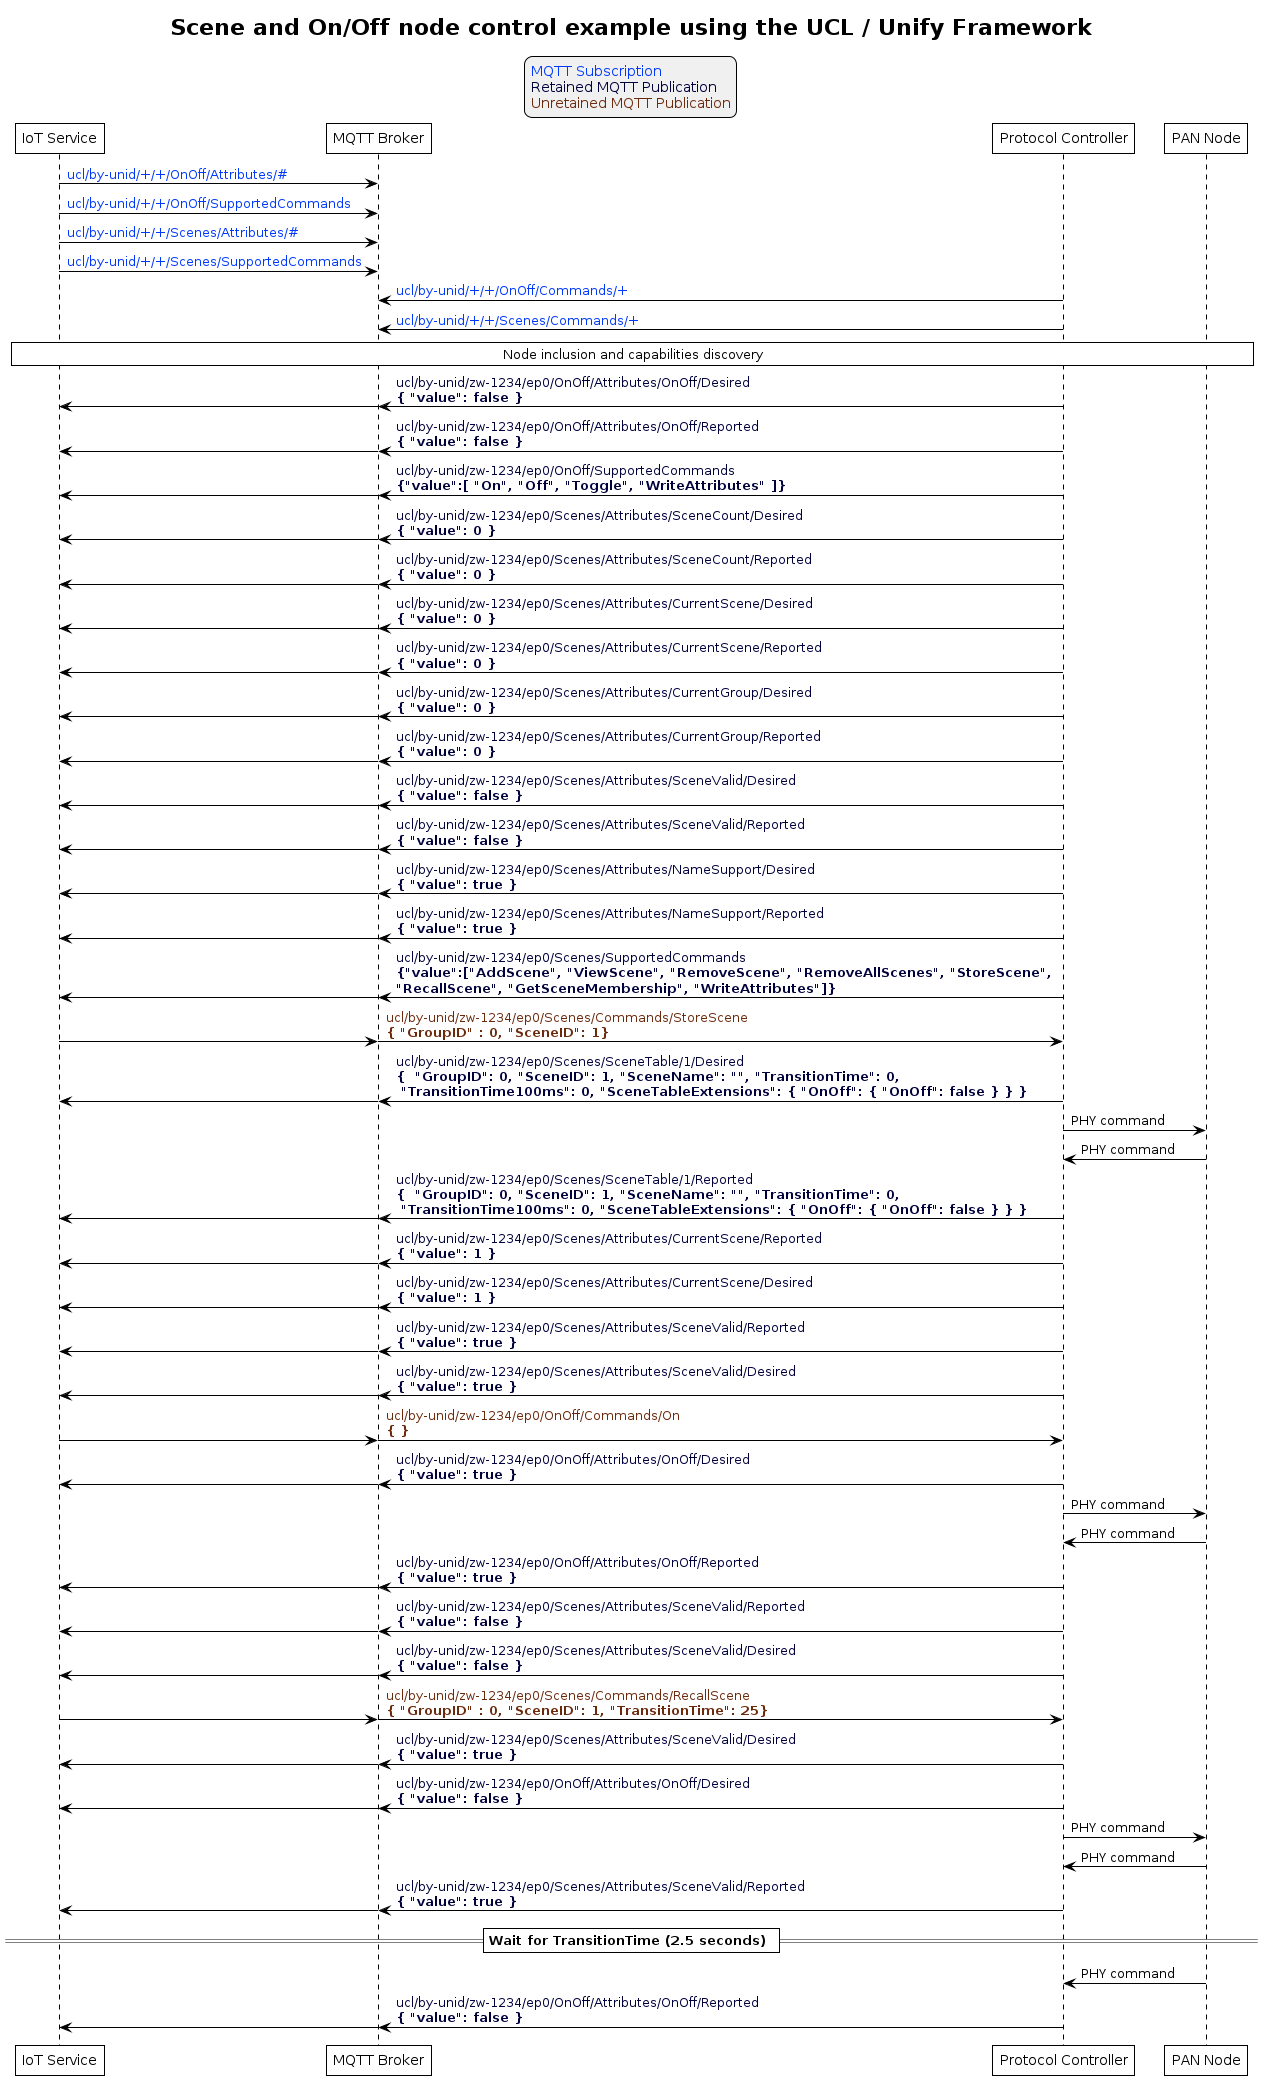 Scene and On/Off node control example using the UCL / Unify Framework
MQTT Subscription
Retained MQTT Publication
Unretained MQTT Publication
IoT Service
MQTT Broker
Protocol Controller
PAN Node
ucl/by-unid/+/+/OnOff/Attributes/#
ucl/by-unid/+/+/OnOff/SupportedCommands
ucl/by-unid/+/+/Scenes/Attributes/#
ucl/by-unid/+/+/Scenes/SupportedCommands
ucl/by-unid/+/+/OnOff/Commands/+
ucl/by-unid/+/+/Scenes/Commands/+
Node inclusion and capabilities discovery
ucl/by-unid/zw-1234/ep0/OnOff/Attributes/OnOff/Desired
{ "value": false }
ucl/by-unid/zw-1234/ep0/OnOff/Attributes/OnOff/Reported
{ "value": false }
ucl/by-unid/zw-1234/ep0/OnOff/SupportedCommands
{"value":[ "On", "Off", "Toggle", "WriteAttributes" ]}
ucl/by-unid/zw-1234/ep0/Scenes/Attributes/SceneCount/Desired
{ "value": 0 }
ucl/by-unid/zw-1234/ep0/Scenes/Attributes/SceneCount/Reported
{ "value": 0 }
ucl/by-unid/zw-1234/ep0/Scenes/Attributes/CurrentScene/Desired
{ "value": 0 }
ucl/by-unid/zw-1234/ep0/Scenes/Attributes/CurrentScene/Reported
{ "value": 0 }
ucl/by-unid/zw-1234/ep0/Scenes/Attributes/CurrentGroup/Desired
{ "value": 0 }
ucl/by-unid/zw-1234/ep0/Scenes/Attributes/CurrentGroup/Reported
{ "value": 0 }
ucl/by-unid/zw-1234/ep0/Scenes/Attributes/SceneValid/Desired
{ "value": false }
ucl/by-unid/zw-1234/ep0/Scenes/Attributes/SceneValid/Reported
{ "value": false }
ucl/by-unid/zw-1234/ep0/Scenes/Attributes/NameSupport/Desired
{ "value": true }
ucl/by-unid/zw-1234/ep0/Scenes/Attributes/NameSupport/Reported
{ "value": true }
ucl/by-unid/zw-1234/ep0/Scenes/SupportedCommands
{"value":["AddScene", "ViewScene", "RemoveScene", "RemoveAllScenes", "StoreScene",
"RecallScene", "GetSceneMembership", "WriteAttributes"]}
ucl/by-unid/zw-1234/ep0/Scenes/Commands/StoreScene
{ "GroupID" : 0, "SceneID": 1}
ucl/by-unid/zw-1234/ep0/Scenes/SceneTable/1/Desired
{  "GroupID": 0, "SceneID": 1, "SceneName": "", "TransitionTime": 0,
"TransitionTime100ms": 0, "SceneTableExtensions": { "OnOff": { "OnOff": false } } }
PHY command
PHY command
ucl/by-unid/zw-1234/ep0/Scenes/SceneTable/1/Reported
{  "GroupID": 0, "SceneID": 1, "SceneName": "", "TransitionTime": 0,
"TransitionTime100ms": 0, "SceneTableExtensions": { "OnOff": { "OnOff": false } } }
ucl/by-unid/zw-1234/ep0/Scenes/Attributes/CurrentScene/Reported
{ "value": 1 }
ucl/by-unid/zw-1234/ep0/Scenes/Attributes/CurrentScene/Desired
{ "value": 1 }
ucl/by-unid/zw-1234/ep0/Scenes/Attributes/SceneValid/Reported
{ "value": true }
ucl/by-unid/zw-1234/ep0/Scenes/Attributes/SceneValid/Desired
{ "value": true }
ucl/by-unid/zw-1234/ep0/OnOff/Commands/On
{ }
ucl/by-unid/zw-1234/ep0/OnOff/Attributes/OnOff/Desired
{ "value": true }
PHY command
PHY command
ucl/by-unid/zw-1234/ep0/OnOff/Attributes/OnOff/Reported
{ "value": true }
ucl/by-unid/zw-1234/ep0/Scenes/Attributes/SceneValid/Reported
{ "value": false }
ucl/by-unid/zw-1234/ep0/Scenes/Attributes/SceneValid/Desired
{ "value": false }
ucl/by-unid/zw-1234/ep0/Scenes/Commands/RecallScene
{ "GroupID" : 0, "SceneID": 1, "TransitionTime": 25}
ucl/by-unid/zw-1234/ep0/Scenes/Attributes/SceneValid/Desired
{ "value": true }
ucl/by-unid/zw-1234/ep0/OnOff/Attributes/OnOff/Desired
{ "value": false }
PHY command
PHY command
ucl/by-unid/zw-1234/ep0/Scenes/Attributes/SceneValid/Reported
{ "value": true }
Wait for TransitionTime (2.5 seconds)
PHY command
ucl/by-unid/zw-1234/ep0/OnOff/Attributes/OnOff/Reported
{ "value": false }
IoT Service
MQTT Broker
Protocol Controller
PAN Node